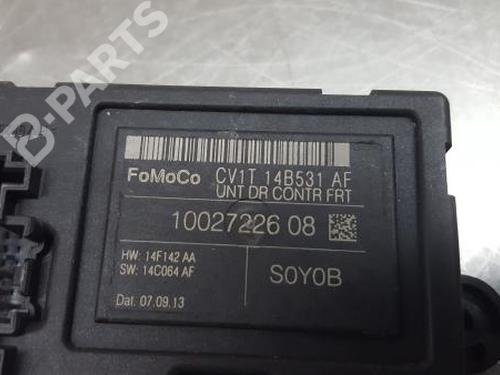 B-PARTS
FoMoCo CV1T 14B531 AF
UNT DR CONTR FRT
10027226 08
HW: 14F142 AA
SW: 14C064 AF
S0Y0B
Dat. 07.09.13